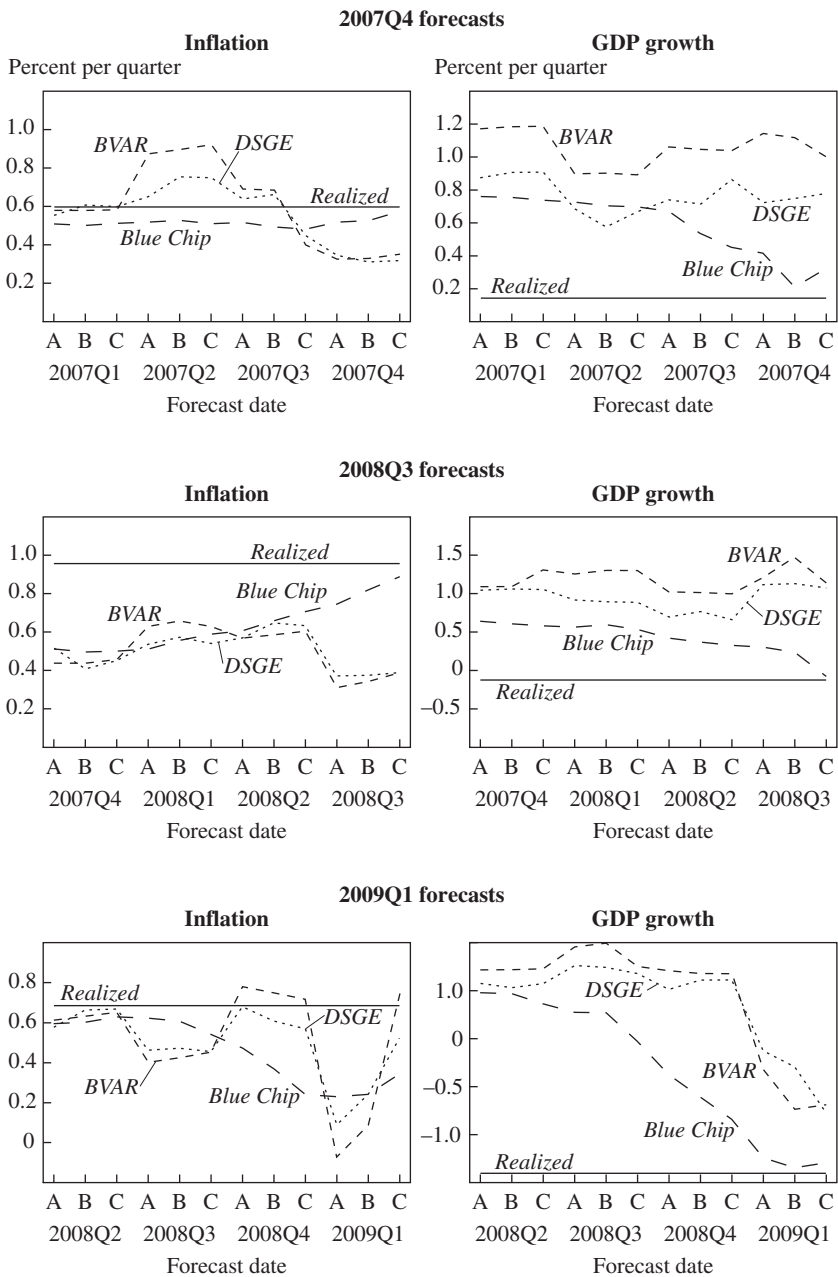 2007Q4 forecasts
Inflation GDP growth
Percent per quarter Percent per quarter
1.0
0.8
0.6
0.4
0.2
BVAR
DSGE
Realized
Blue Chip
A B C A B C A B C A B C
2007Q1 2007Q2 2007Q3 2007Q4
Forecast date
1.2
1.0
0.8
0.6
0.4
0.2
BVAR
DSGE
Blue Chip
Realized
A B C A B C A B C A B C
2007Q1 2007Q2 2007Q3 2007Q4
Forecast date
2008Q3 forecasts
Inflation GDP growth
1.0
0.8
0.6
0.4
0.2
Realized
Blue Chip
BVAR
DSGE
A B C A B C A B C A B C
2007Q4 2008Q1 2008Q2 2008Q3
Forecast date
1.5
1.0
0.5
0
–0.5
BVAR
DSGE
Blue Chip
Realized
A B C A B C A B C A B C
2007Q4 2008Q1 2008Q2 2008Q3
Forecast date
2009Q1 forecasts
Inflation GDP growth
0.8
0.6
0.4
0.2
0
Realized
DSGE
BVAR
Blue Chip
A B C A B C A B C A B C
2008Q2 2008Q3 2008Q4 2009Q1
Forecast date
1.0
0
–0.5
–1.0
DSGE
BVAR
Blue Chip
Realized
A B C A B C A B C A B C
2008Q2 2008Q3 2008Q4 2009Q1
Forecast date